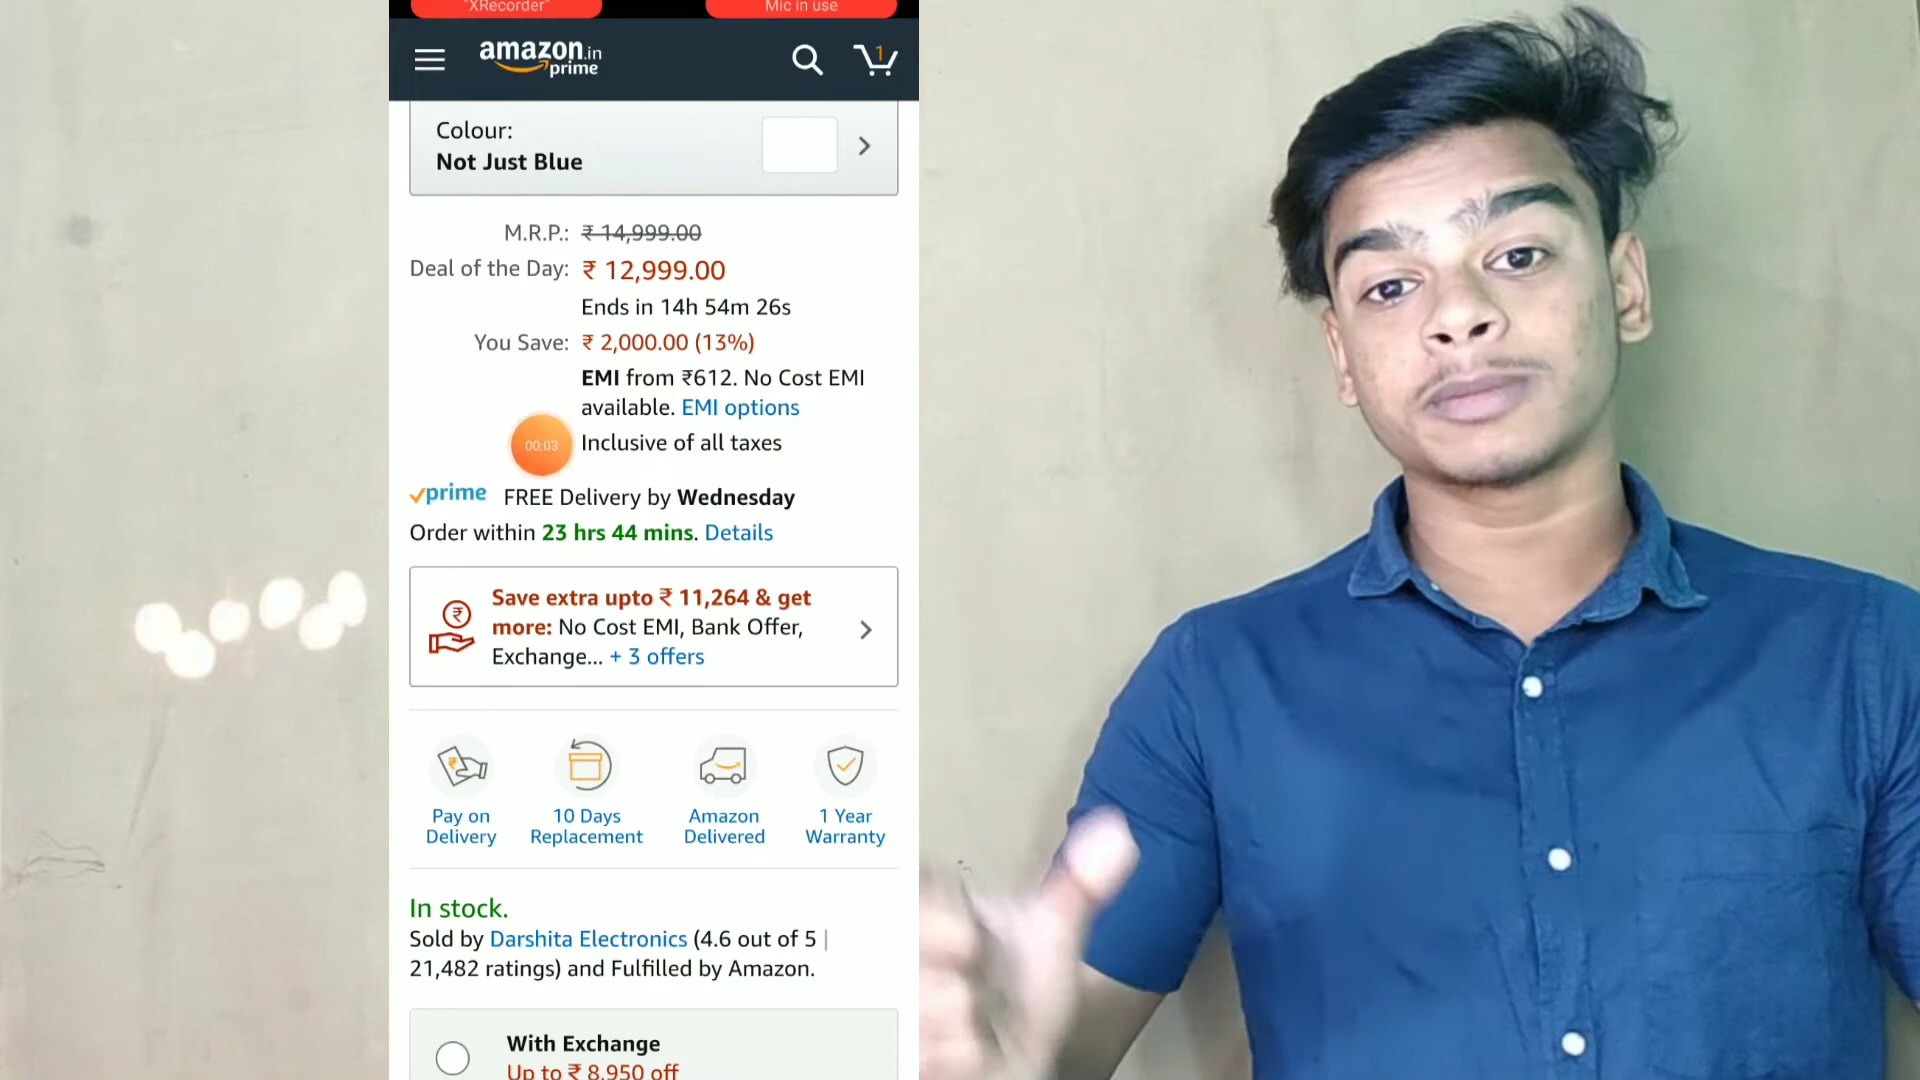 "XRecorder"
Mic in use
amazon.in
prime
1
Colour:
Not Just Blue
M.R.P.: ₹ 14,999.00
Deal of the Day: ₹ 12,999.00
Ends in 14h 54m 26s
You Save: ₹ 2,000.00 (13%)
EMI from ₹612. No Cost EMI
available. EMI options
00:03
Inclusive of all taxes
prime FREE Delivery by Wednesday
Order within 23 hrs 44 mins. Details
Save extra upto ₹ 11,264 & get
more: No Cost EMI, Bank Offer,
Exchange... + 3 offers
Pay on
Delivery
10 Days
Replacement
Amazon
Delivered
1 Year
Warranty
In stock.
Sold by Darshita Electronics (4.6 out of 5 |
21,482 ratings) and Fulfilled by Amazon.
With Exchange
Up to ₹ 8,950 off